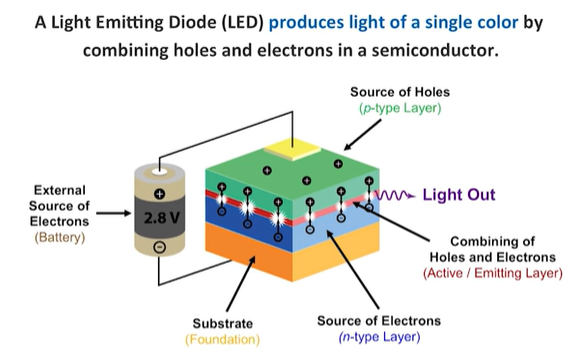 A Light Emitting Diode (LED) produces light of a single color by
combining holes and electrons in a semiconductor.
Source of Holes
(p-type Layer)
External
Source of
Electrons
(Battery)
+
2.8 V
−
Light Out
Combining of
Holes and Electrons
(Active / Emitting Layer)
Substrate
(Foundation)
Source of Electrons
(n-type Layer)